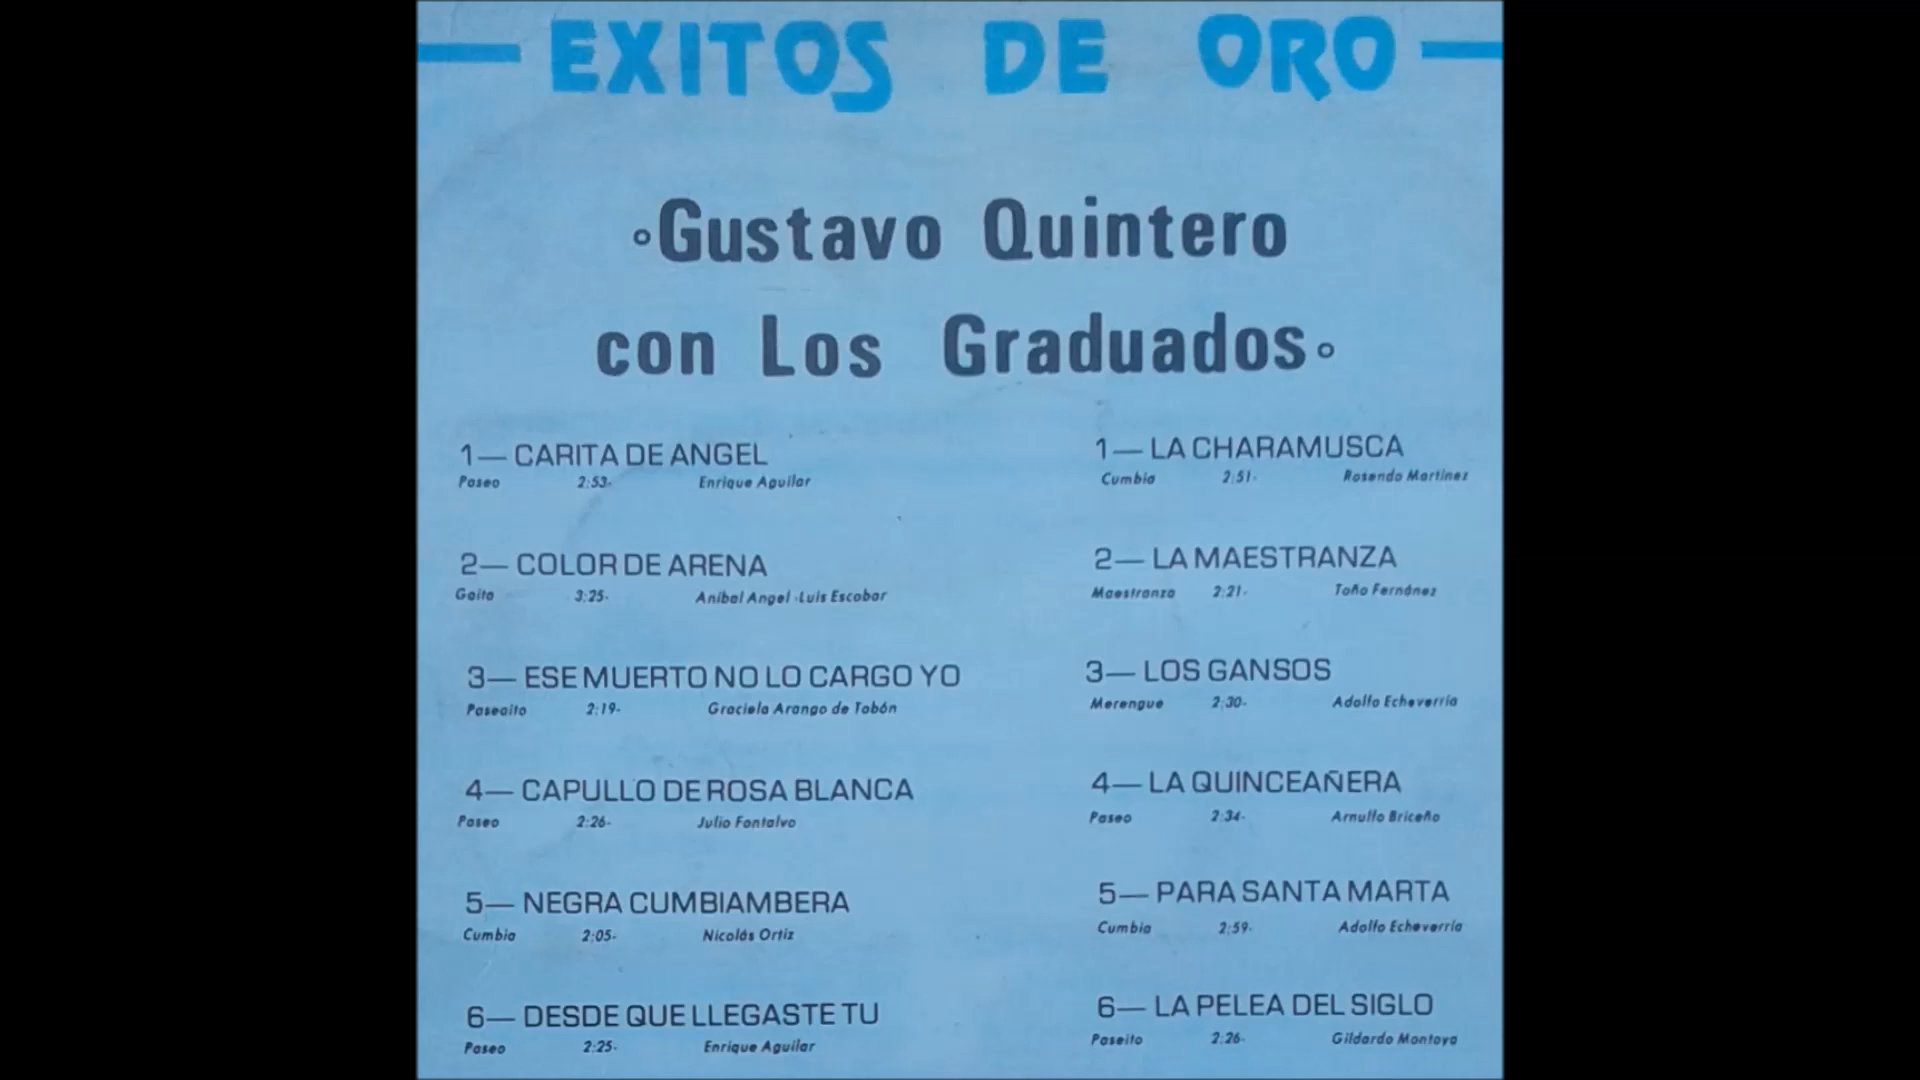 EXITOS DE ORO
Gustavo Quintero
con Los Graduados
1— CARITA DE ANGEL
Paseo 2:53- Enrique Aguilar
2— COLOR DE ARENA
Gaita 3:25- Aníbal Angel - Luis Escobar
3— ESE MUERTO NO LO CARGO YO
Paseaito 2:19- Graciela Arango de Tobón
4— CAPULLO DE ROSA BLANCA
Paseo 2:26- Julio Fontalvo
5— NEGRA CUMBIAMBERA
Cumbia 2:05- Nicolás Ortiz
6— DESDE QUE LLEGASTE TU
Paseo 2:25- Enrique Aguilar
1— LA CHARAMUSCA
Cumbia 2:51- Rosendo Martínez
2— LA MAESTRANZA
Maestranza 2:21- Toño Fernánez
3— LOS GANSOS
Merengue 2:30- Adolfo Echeverría
4— LA QUINCEAÑERA
Paseo 2:34- Arnulfo Briceño
5— PARA SANTA MARTA
Cumbia 2:59- Adolfo Echeverría
6— LA PELEA DEL SIGLO
Paseito 2:26- Gildardo Montoya